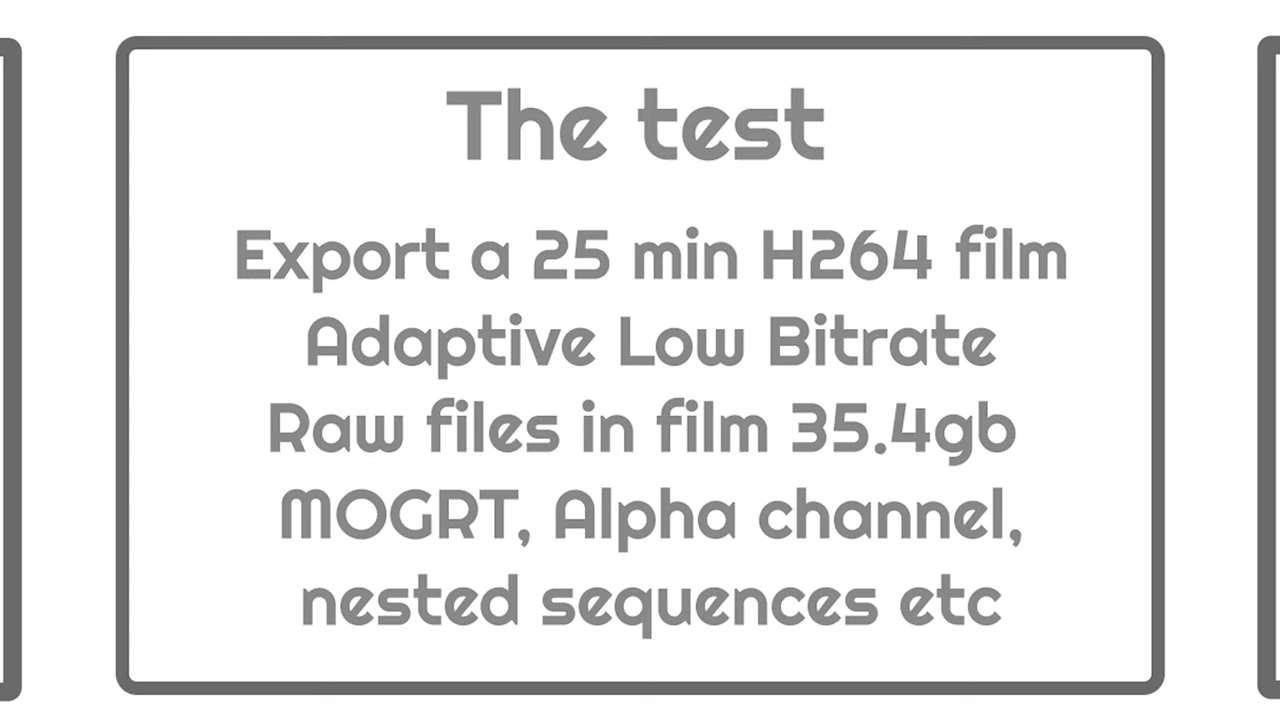 The test
Export a 25 min H264 film
Adaptive Low Bitrate
Raw files in film 35.4gb
MOGRT, Alpha channel,
nested sequences etc